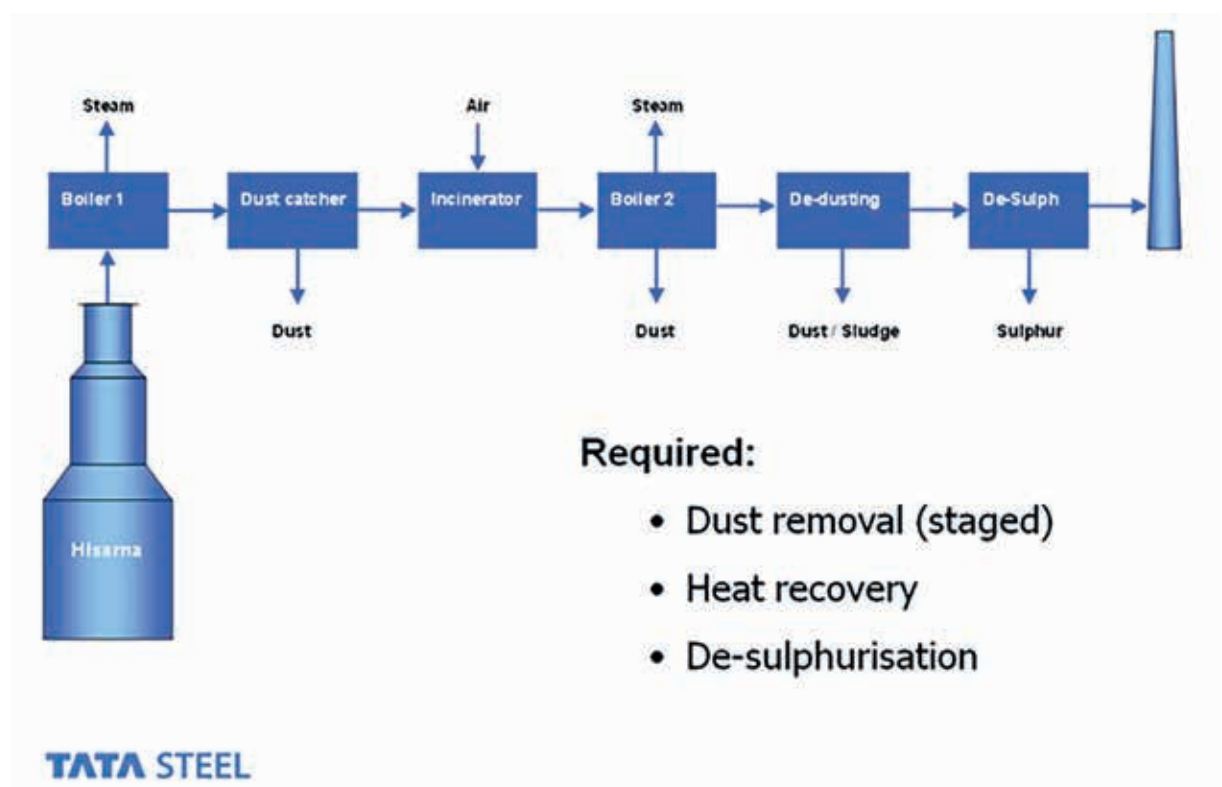 Steam
Air
Steam
Boiler 1
Dust catcher
Incinerator
Boiler 2
De-dusting
De-Sulph
Dust
Dust
Dust / Sludge
Sulphur
HIsarna
Required:
• Dust removal (staged)
• Heat recovery
• De-sulphurisation
TATA STEEL